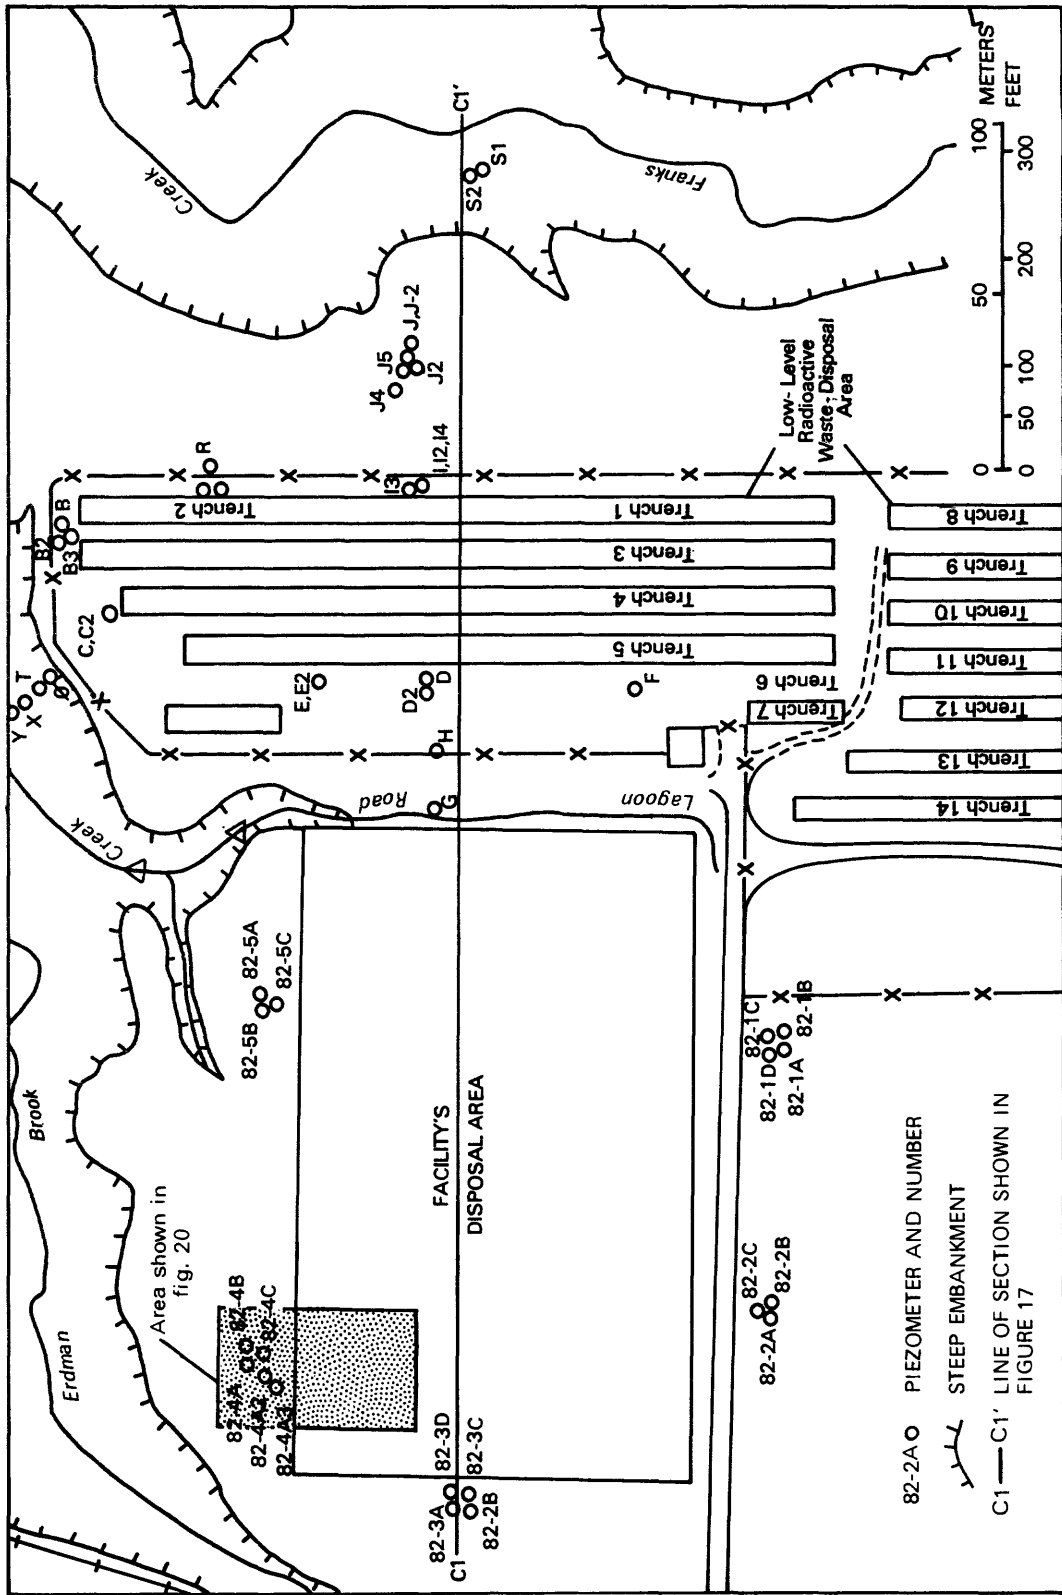 Erdman
Brook
Creek
Area shown in
fig. 20
82-4A
82-4B
82-4A2
82-4C
82-4A3
82-3A
82-3D
82-2B
82-3C
C1
FACILITY'S
DISPOSAL AREA
82-5B
82-5A
82-5C
Lagoon
Road
G
H
Y
X
T
C,C2
B2
B3
B
E,E2
D2
D
F
R
I3
I,I2,I4
J4
J5
J2
J,J-2
S2
S1
C1'
Creek
Franks
Trench 2
Trench 1
Trench 3
Trench 4
Trench 5
Trench 6
Trench 7
Trench 8
Trench 9
Trench 10
Trench 11
Trench 12
Trench 13
Trench 14
Low-Level
Radioactive
Waste-Disposal
Area
82-2C
82-2A
82-2B
82-1C
82-1D
82-1B
82-1A
82-2A PIEZOMETER AND NUMBER
STEEP EMBANKMENT
C1 — C1' LINE OF SECTION SHOWN IN
FIGURE 17
0 50 100 METERS
0 100 200 300 FEET
50